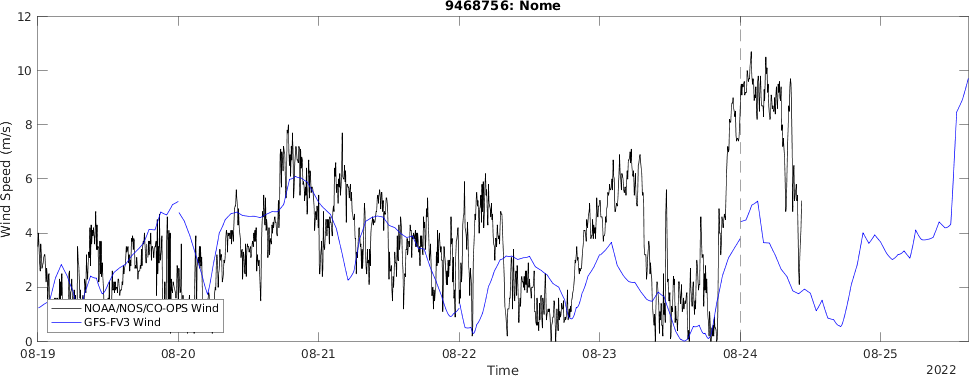 9468756: Nome
12
10
8
6
4
2
0
Wind Speed (m/s)
NOAA/NOS/CO-OPS Wind
GFS-FV3 Wind
08-19 08-20 08-21 08-22 08-23 08-24 08-25
Time
2022